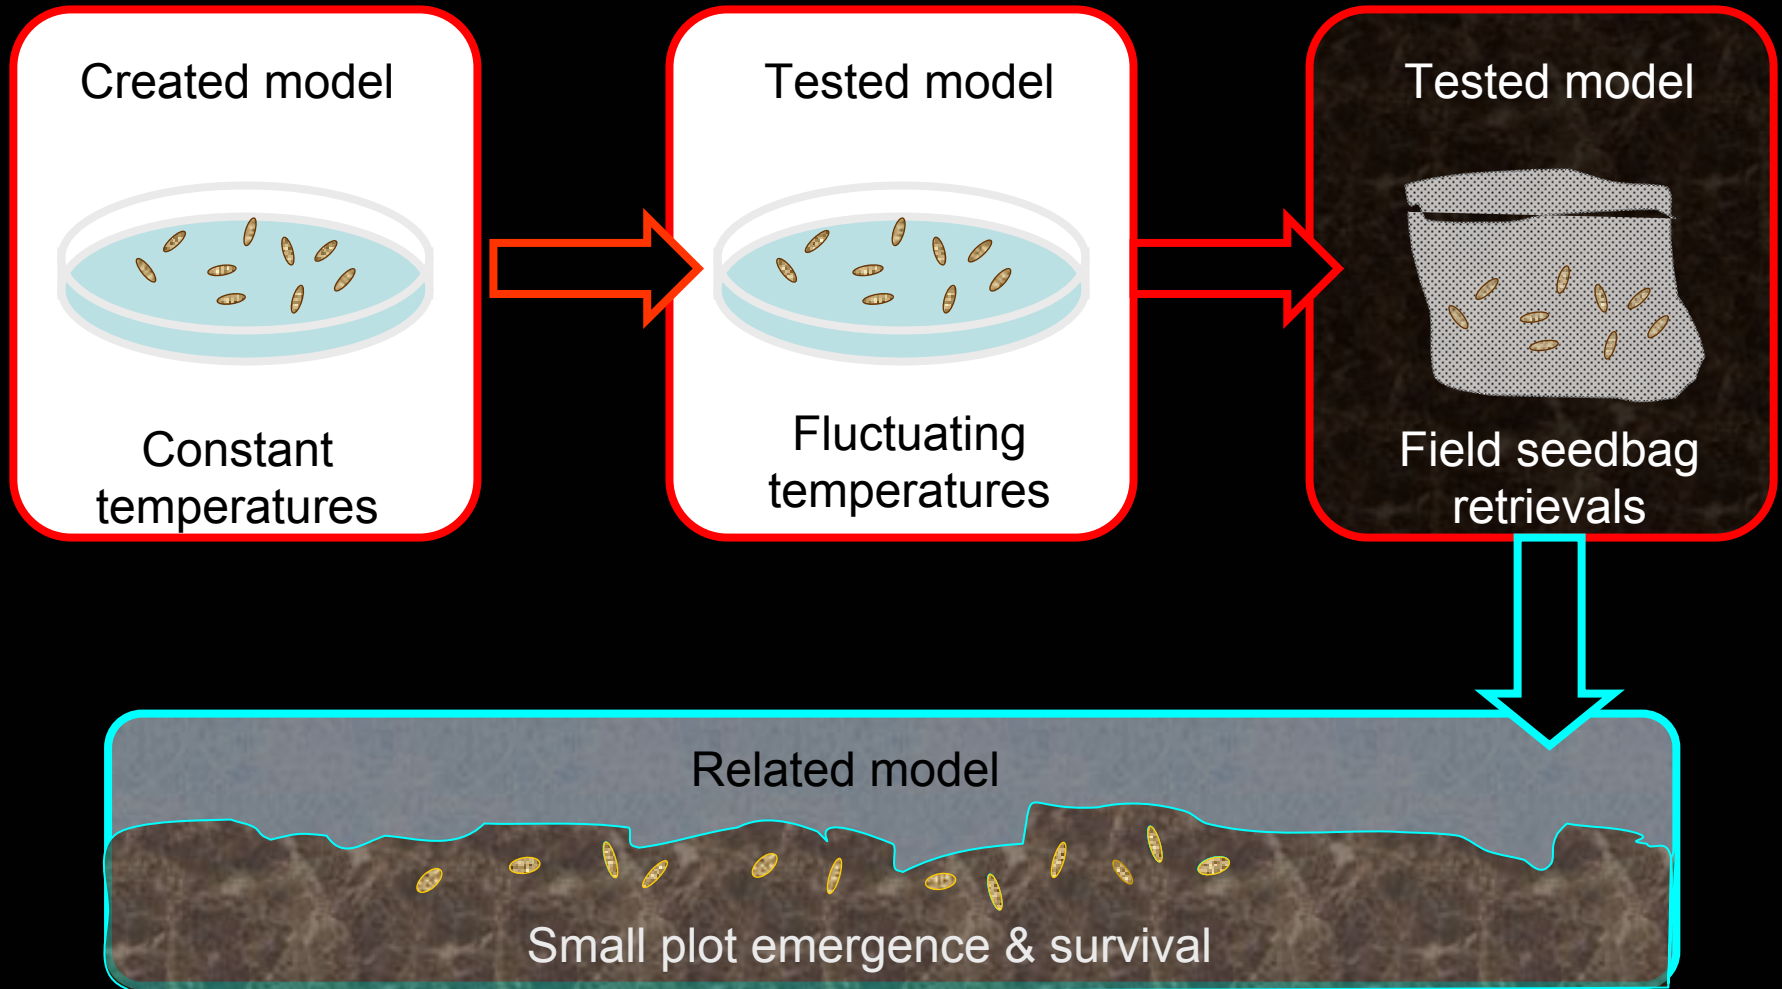 Created model
Constant
temperatures
Tested model
Fluctuating
temperatures
Tested model
Field seedbag
retrievals
Related model
Small plot emergence & survival